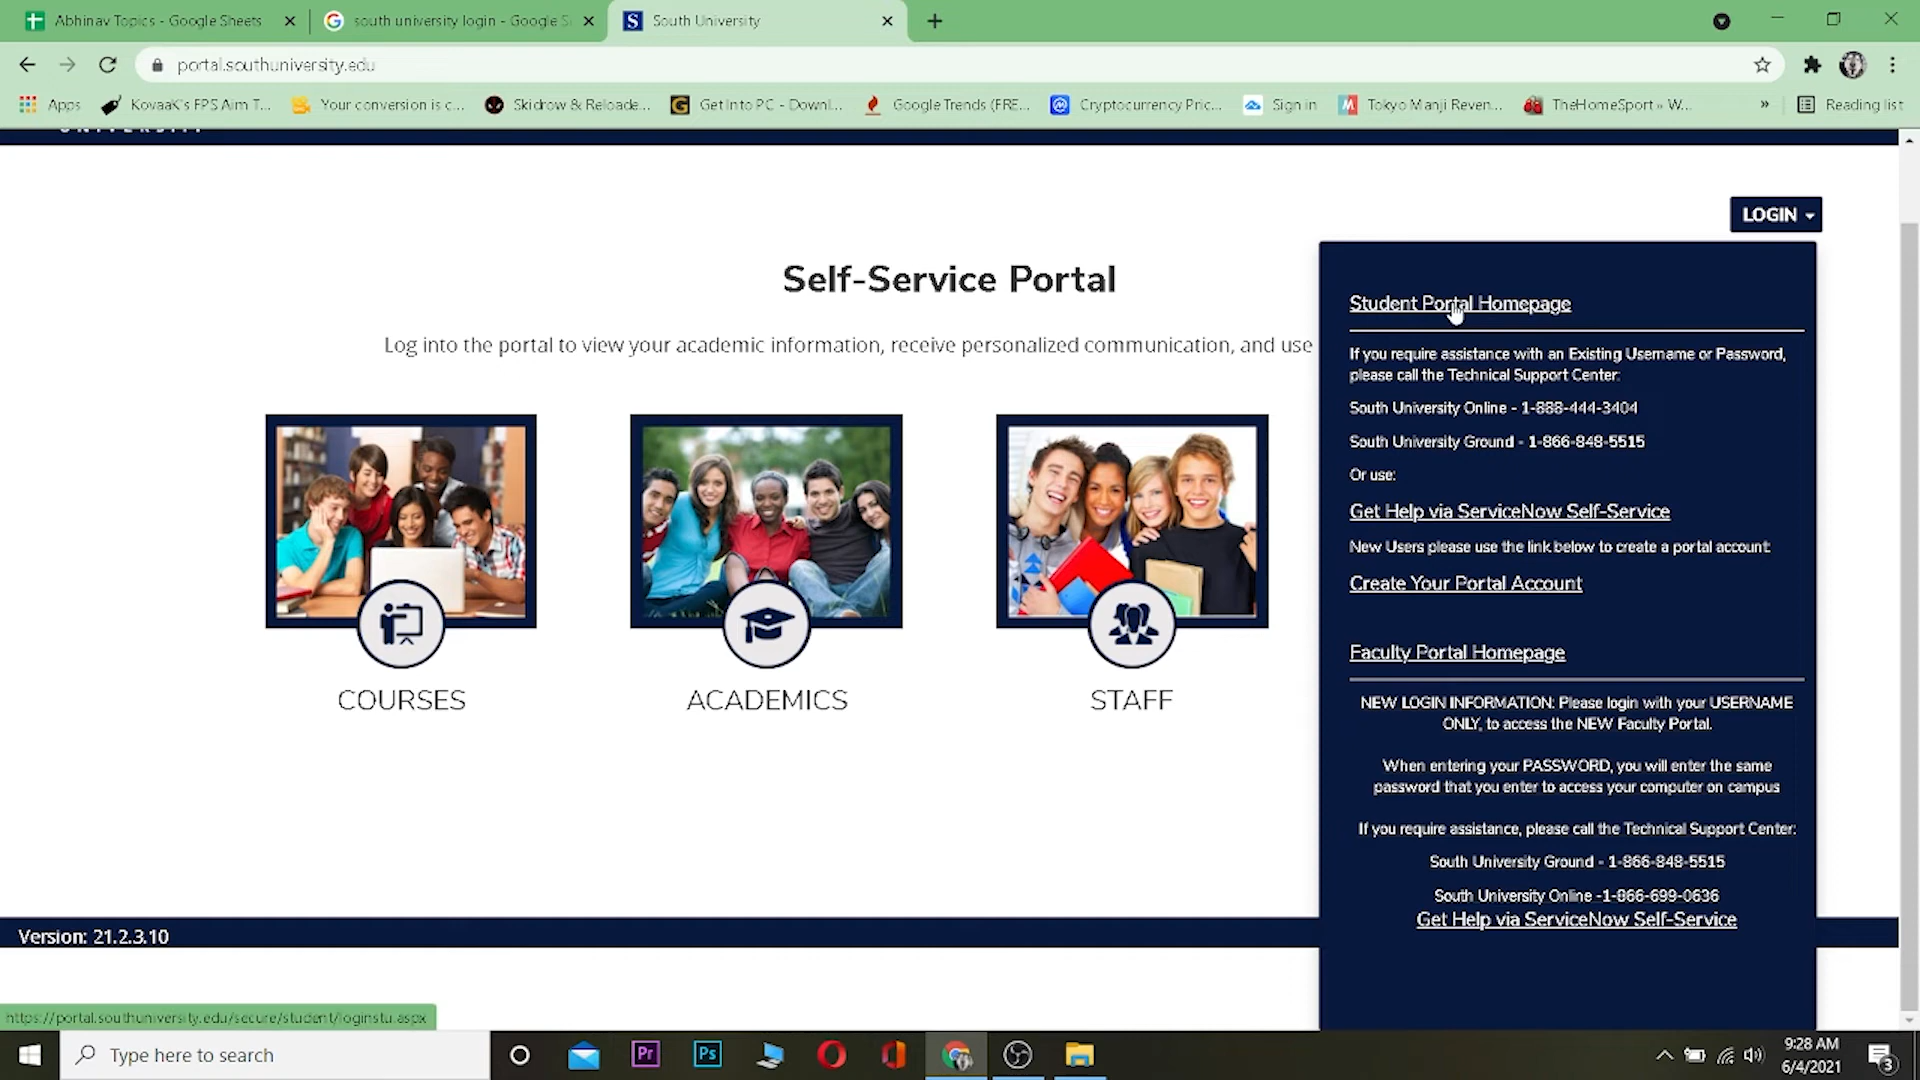 Abhinav Topics - Google Sheets
south university login - Google S
South University
portal.southuniversity.edu
Apps
KovaaK's FPS Aim T...
Your conversion is c...
Skidrow & Reloade...
Get Into PC - Downl...
Google Trends (FRE...
Cryptocurrency Pric...
Sign in
Tokyo Manji Reven...
TheHomeSport » W...
»
Reading list
UNIVERSITY
LOGIN
Self-Service Portal
Log into the portal to view your academic information, receive personalized communication, and use
COURSES
ACADEMICS
STAFF
Student Portal Homepage
If you require assistance with an Existing Username or Password,
please call the Technical Support Center:
South University Online - 1-888-444-3404
South University Ground - 1-866-848-5515
Or use:
Get Help via ServiceNow Self-Service
New Users please use the link below to create a portal account:
Create Your Portal Account
Faculty Portal Homepage
NEW LOGIN INFORMATION: Please login with your USERNAME
ONLY, to access the NEW Faculty Portal.
When entering your PASSWORD, you will enter the same
password that you enter to access your computer on campus
If you require assistance, please call the Technical Support Center:
South University Ground - 1-866-848-5515
South University Online -1-866-699-0636
Get Help via ServiceNow Self-Service
Version: 21.2.3.10
https://portal.southuniversity.edu/secure/student/loginstu.aspx
Type here to search
Pr
Ps
9:28 AM
6/4/2021
3